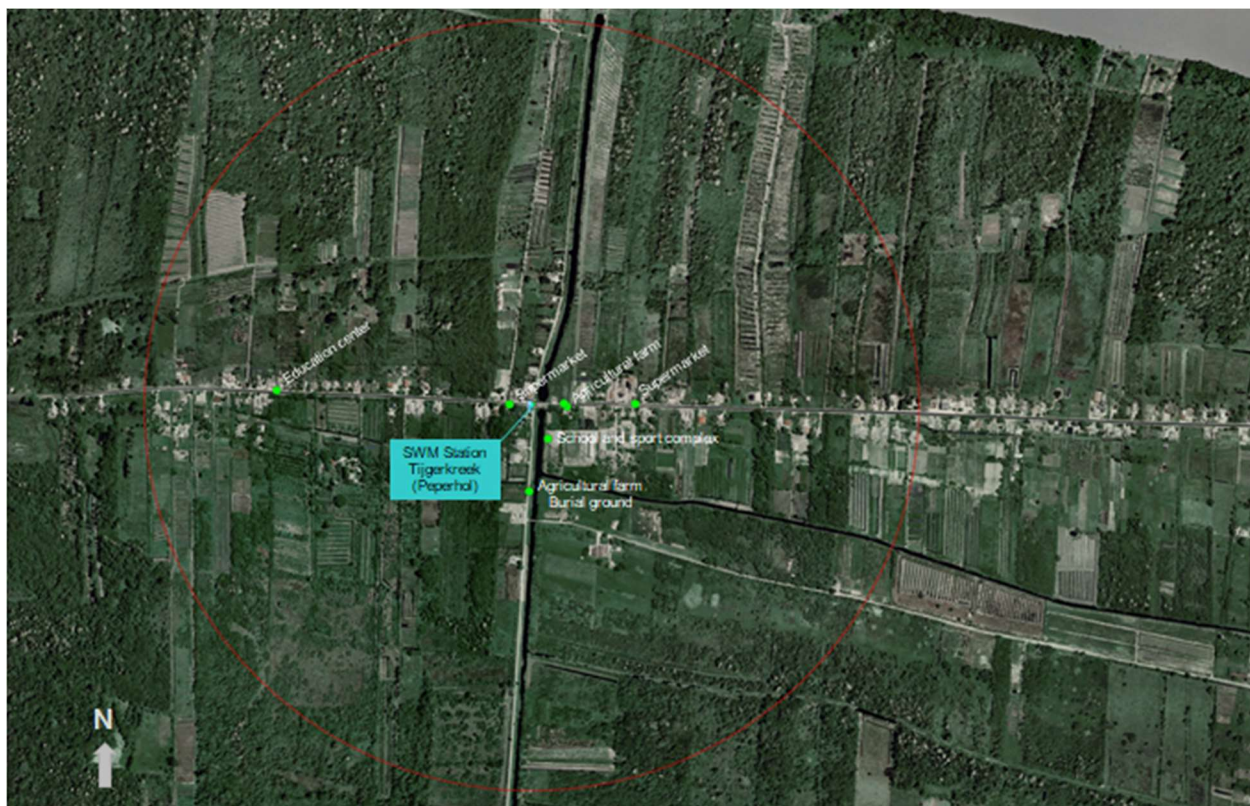 Education center
Supermarket
Agricultural farm
Supermarket
School and sport complex
SWM Station
Tijgerkreek
(Peperhol)
Agricultural farm
Burial ground
N